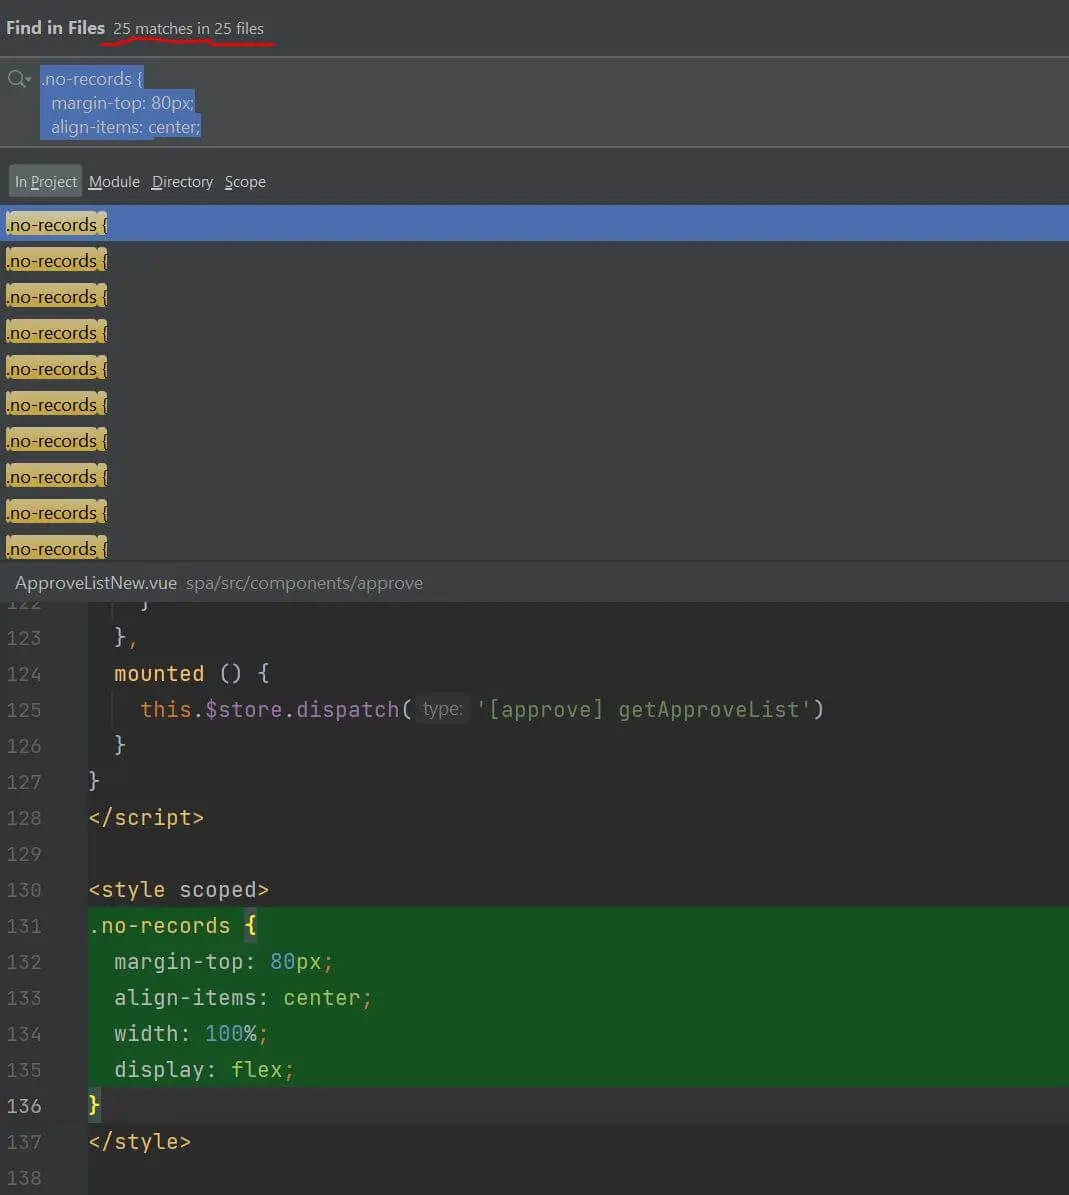 Find in Files 25 matches in 25 files
.no-records {
margin-top: 80px;
align-items: center;
In Project Module Directory Scope
.no-records {
.no-records {
.no-records {
.no-records {
.no-records {
.no-records {
.no-records {
.no-records {
.no-records {
.no-records {
ApproveListNew.vue spa/src/components/approve
122 }
123 },
124 mounted () {
125 this.$store.dispatch( type: '[approve] getApproveList')
126 }
127 }
128 </script>
129
130 <style scoped>
131 .no-records {
132 margin-top: 80px;
133 align-items: center;
134 width: 100%;
135 display: flex;
136 }
137 </style>
138